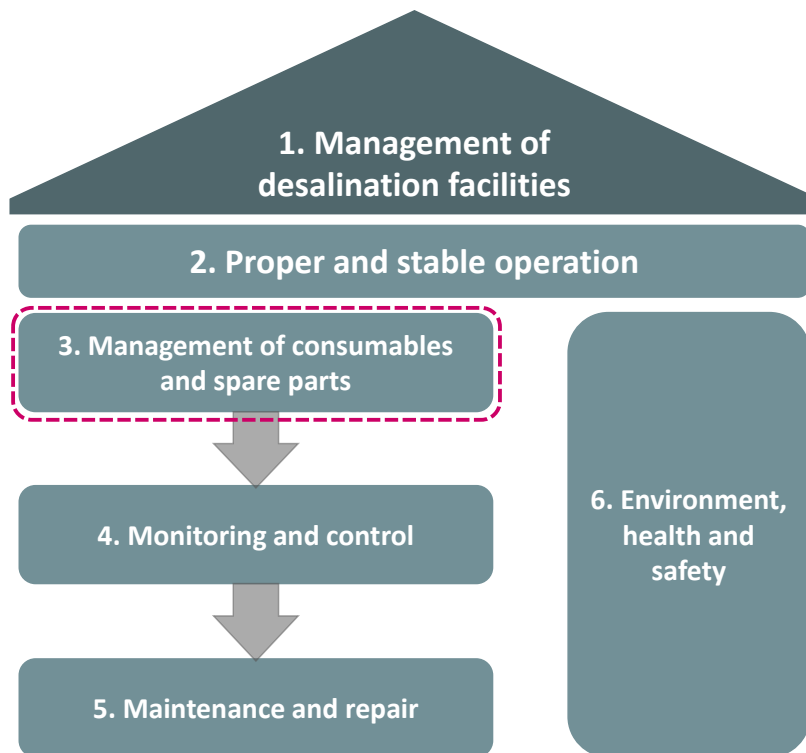 1. Management of
desalination facilities
2. Proper and stable operation
3. Management of consumables
and spare parts
4. Monitoring and control
5. Maintenance and repair
6. Environment,
health and
safety